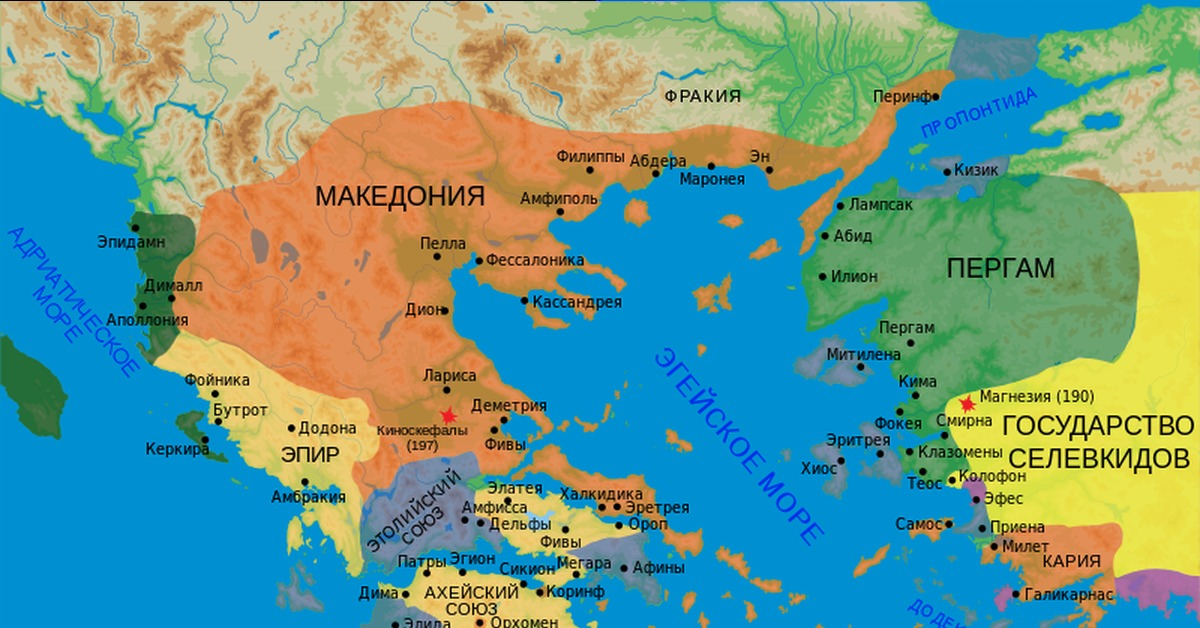 ФРАКИЯ
Перинф
ПРОПОНТИДА
Филиппы
Абдера
Эн
Маронея
Кизик
МАКЕДОНИЯ
Амфиполь
Лампсак
Эпидамн
Пелла
Абид
Фессалоника
ПЕРГАМ
Илион
АДРИАТИЧЕСКОЕ
МОРЕ
Дималл
Аполлония
Дион
Кассандрея
Пергам
Митилена
ЭГЕЙСКОЕ МОРЕ
Фойника
Лариса
Кима
Магнезия (190)
Бутрот
Деметрия
Фокея
Смирна
ГОСУДАРСТВО
СЕЛЕВКИДОВ
Додона
Киноскефалы
(197)
Фивы
Керкира
ЭПИР
Эритрея
Клазомены
Хиос
Теос
Колофон
Амбракия
Элатея
Халкидика
Эфес
ЭТОЛИЙСКИЙ
СОЮЗ
Амфисса
Эретрея
Дельфы
Ороп
Самос
Приена
Фивы
Милет
Патры
Эгион
Сикион
Мегара
Афины
КАРИЯ
Дима
АХЕЙСКИЙ
СОЮЗ
Коринф
Галикарнас
ДОДЕК
Элида
Орхомен